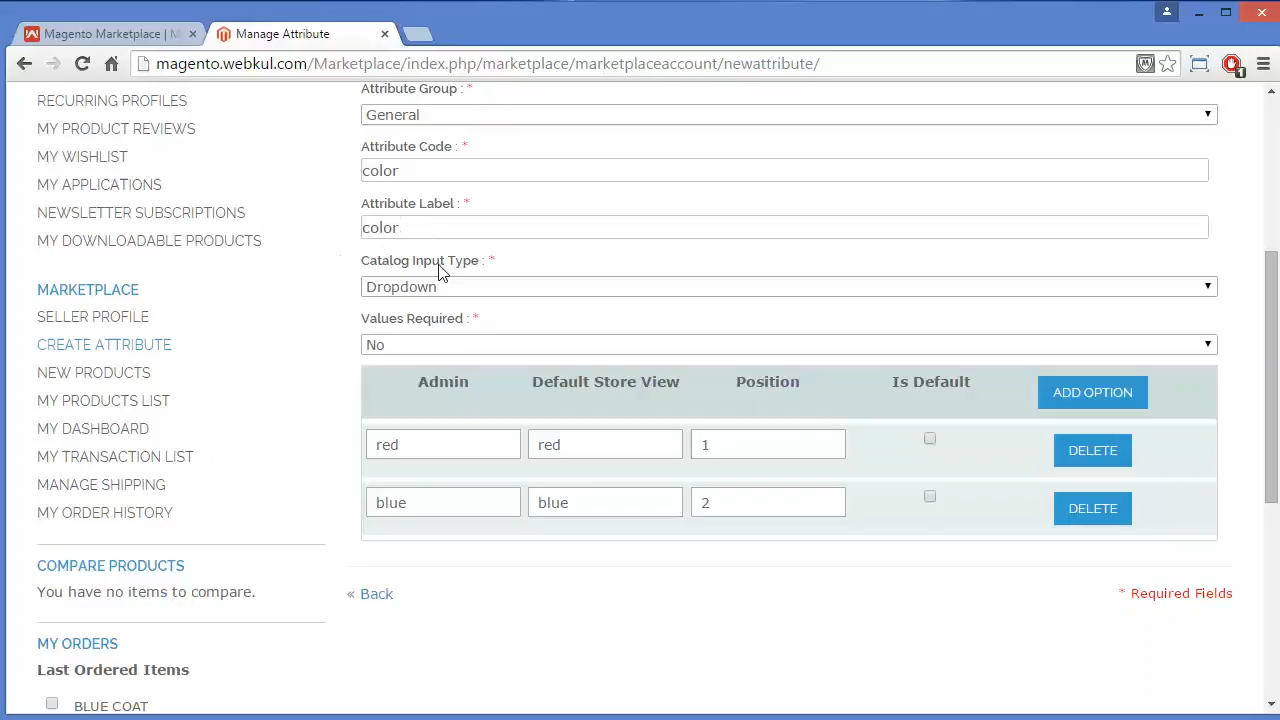 Magento Marketplace | M
Manage Attribute
magento.webkul.com/Marketplace/index.php/marketplace/marketplaceaccount/newattribute/
1
RECURRING PROFILES
MY PRODUCT REVIEWS
MY WISHLIST
MY APPLICATIONS
NEWSLETTER SUBSCRIPTIONS
MY DOWNLOADABLE PRODUCTS
MARKETPLACE
SELLER PROFILE
CREATE ATTRIBUTE
NEW PRODUCTS
MY PRODUCTS LIST
MY DASHBOARD
MY TRANSACTION LIST
MANAGE SHIPPING
MY ORDER HISTORY
COMPARE PRODUCTS
You have no items to compare.
MY ORDERS
Last Ordered Items
BLUE COAT
Attribute Group : *
General
Attribute Code : *
color
Attribute Label : *
color
Catalog Input Type : *
Dropdown
Values Required : *
No
Admin Default Store View Position Is Default ADD OPTION
red red 1 DELETE
blue blue 2 DELETE
« Back
* Required Fields